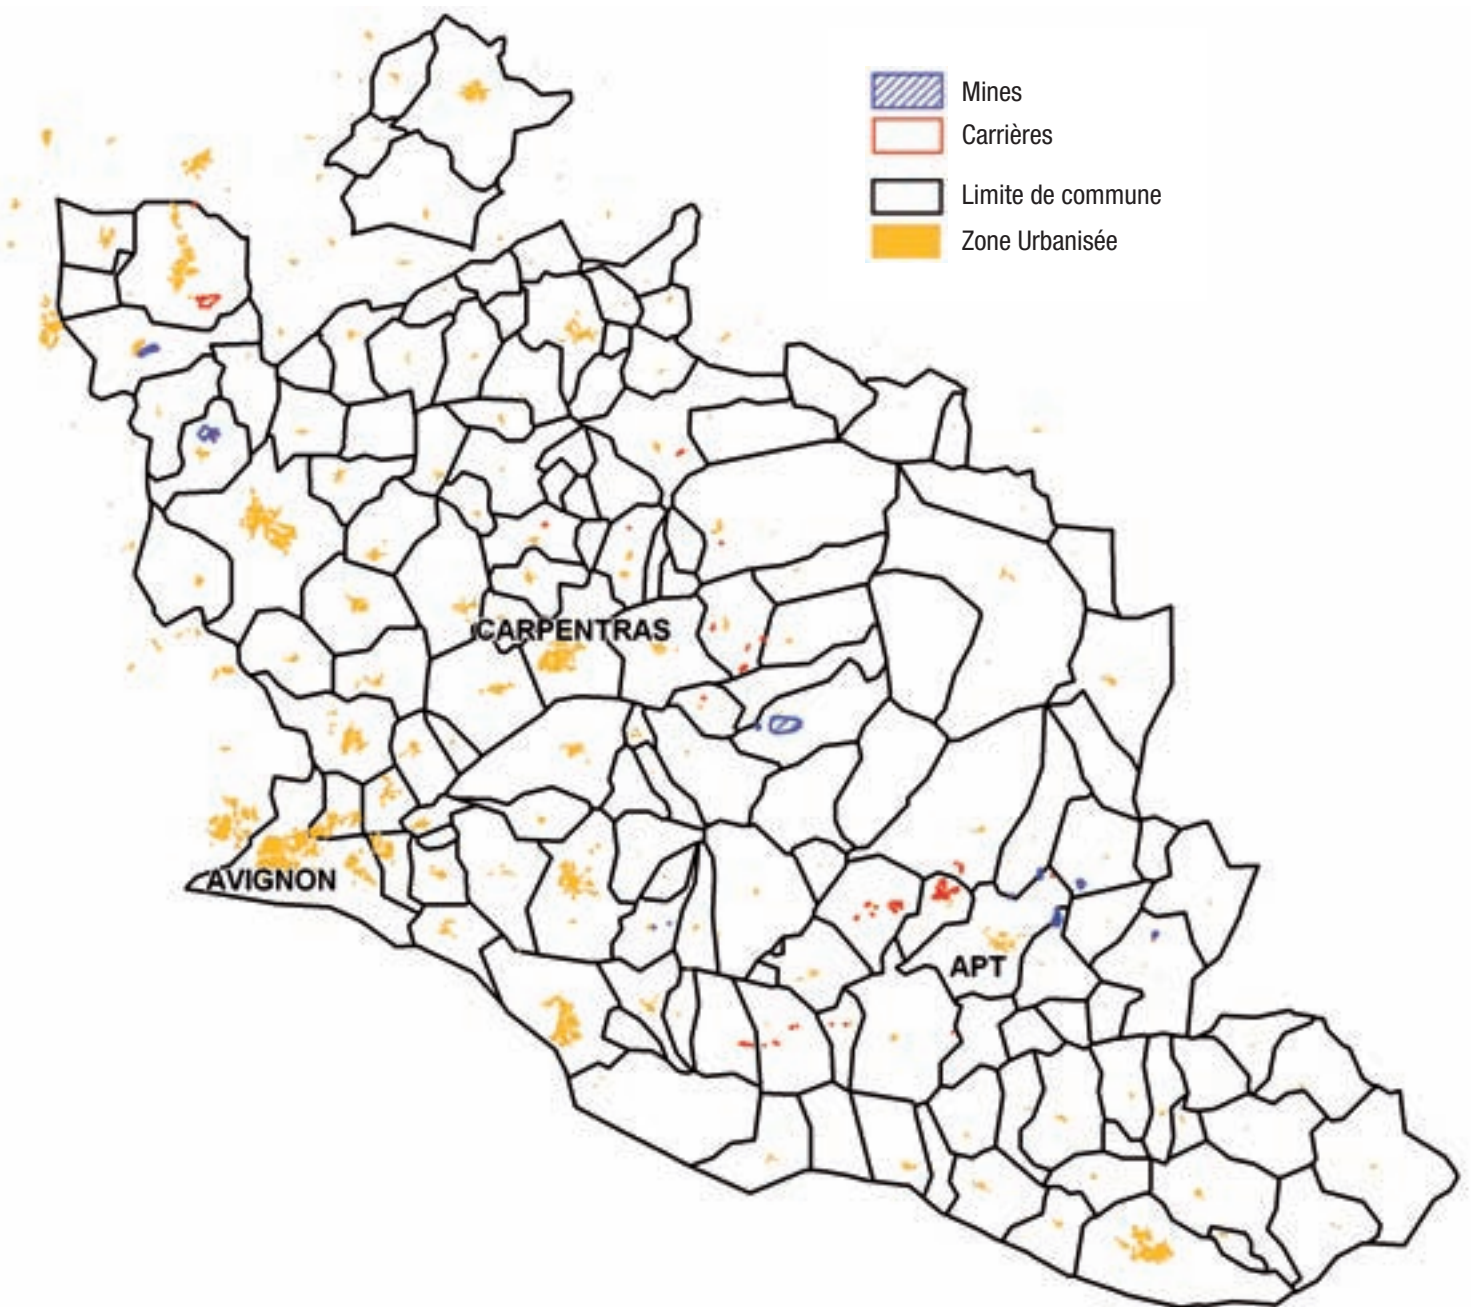 Mines
Carrières
Limite de commune
Zone Urbanisée
CARPENTRAS
AVIGNON
APT